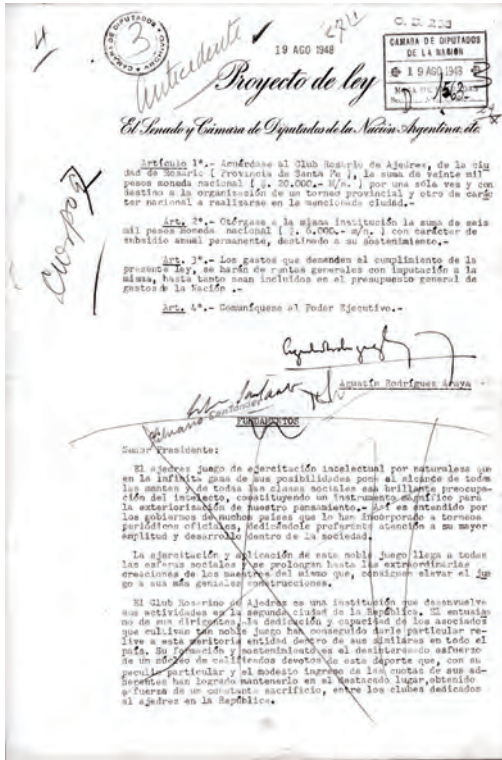 4
CAMARA DE DIPUTADOS
3
Antecedente
19 AGO 1948
CAMARA DE DIPUTADOS
DE LA NACION
19 AGO 1948
Proyecto de ley
El Senado y Cámara de Diputados de la Nación Argentina, etc.
Artículo 1º.- Acuérdase al Club Rosario de Ajedrez, de la ciu
dad de Rosario ( Provincia de Santa Fe ), la suma de veinte mil
pesos moneda nacional ( $. 20.000.- M/n. ) por una sóla vez y con
destino a la organización de un torneo provincial y otro de carác
ter nacional a realizarse en la mencionada ciudad.-
Art. 2º.- Otórgase a la misma institución la suma de seis
mil pesos moneda nacional ( $. 6.000.- m/n. ) con carácter de
subsidio anual permanente, destinado a su sostenimiento.-
Art. 3º.- Los gastos que demanden el cumplimiento de la
presente ley, se harán de rentas generales con imputación a la
misma, hasta tanto sean incluídos en el presupuesto general de
gastos de la Nación .-
Art. 4º.- Comuníquese al Poder Ejecutivo.-
Agustín Rodríguez Araya
Silvano Santander
FUNDAMENTOS
Señor Presidente:
El ajedrez juego de ejercitación intelectual por naturaleza que
en la infinita gama de sus posibilidades pone al alcance de todas
las mentes y de todas las clases sociales esa brillante preocupa-
ción del intelecto, constituyendo un instrumento magnífico para
la exteriorización de nuestro pensamiento.- Así es entendido por
los gobiernos de muchos países que lo han incorporado a torneos
periódicos oficiales, dedicándole preferente atención a su mayor
amplitud y desarrollo dentro de la sociedad.
La ejercitación y aplicación de este noble juego llega a todas
las esferas sociales y se prolongan hasta las extraordinarias
creaciones de los maestros del mismo que, consiguen elevar el jue
go a sus más geniales construcciones.
El Club Rosarino de Ajedrez es una institución que desenvuelve
sus actividades en la segunda ciudad de la República. El entusias
mo de sus dirigentes, la dedicación y capacidad de los asociados
que cultivan tan noble juego han conseguido darle particular re-
lieve a esta meritoria entidad dentro de sus similares en todo el
país. Su formación y sostenimiento es el desinteresado esfuerzo
de un núcleo de calificados devotos de este deporte que, con su
peculio particular y el modesto ingreso de las cuotas de sus ad-
herentes han logrado mantenerlo en el destacado lugar, obtenido
a fuerza de un constante sacrificio, entre los clubes dedicados
al ajedrez en la República.